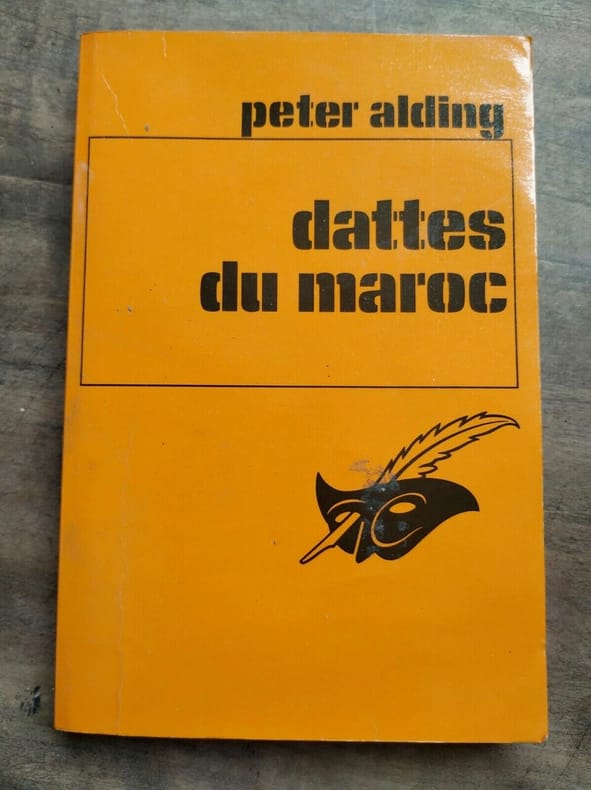 peter alding
dattes
du maroc